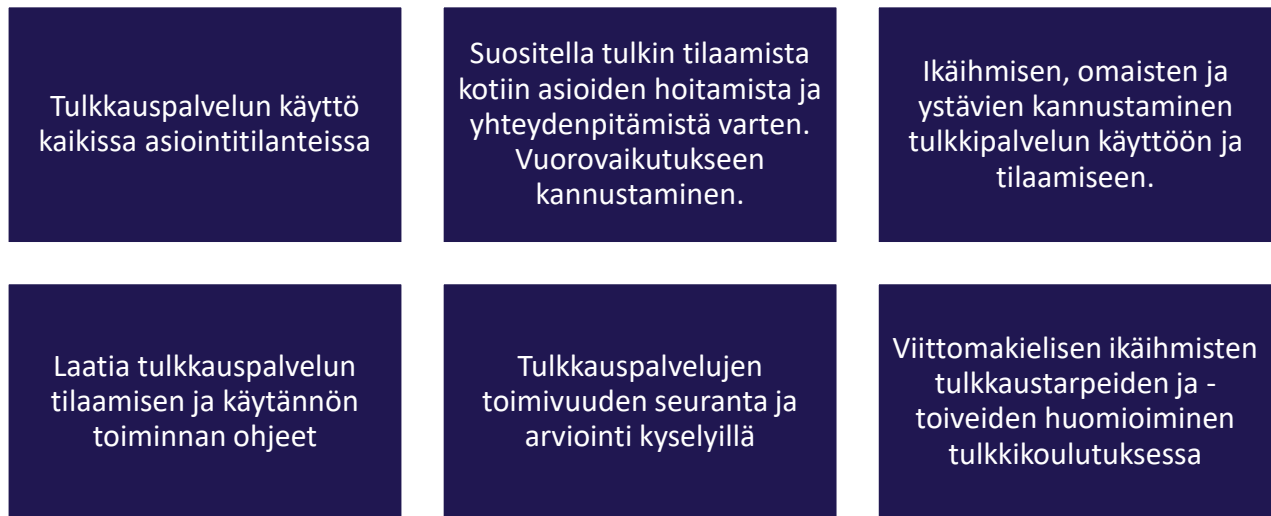 Tulkkauspalvelun käyttö
kaikissa asiointitilanteissa
Suositella tulkin tilaamista
kotiin asioiden hoitamista ja
yhteydenpitämistä varten.
Vuorovaikutukseen
kannustaminen.
Ikäihmisen, omaisten ja
ystävien kannustaminen
tulkkipalvelun käyttöön ja
tilaamiseen.
Laatia tulkkauspalvelun
tilaamisen ja käytännön
toiminnan ohjeet
Tulkkauspalvelujen
toimivuuden seuranta ja
arviointi kyselyillä
Viittomakielisen ikäihmisten
tulkkaustarpeiden ja -
toiveiden huomioiminen
tulkkikoulutuksessa